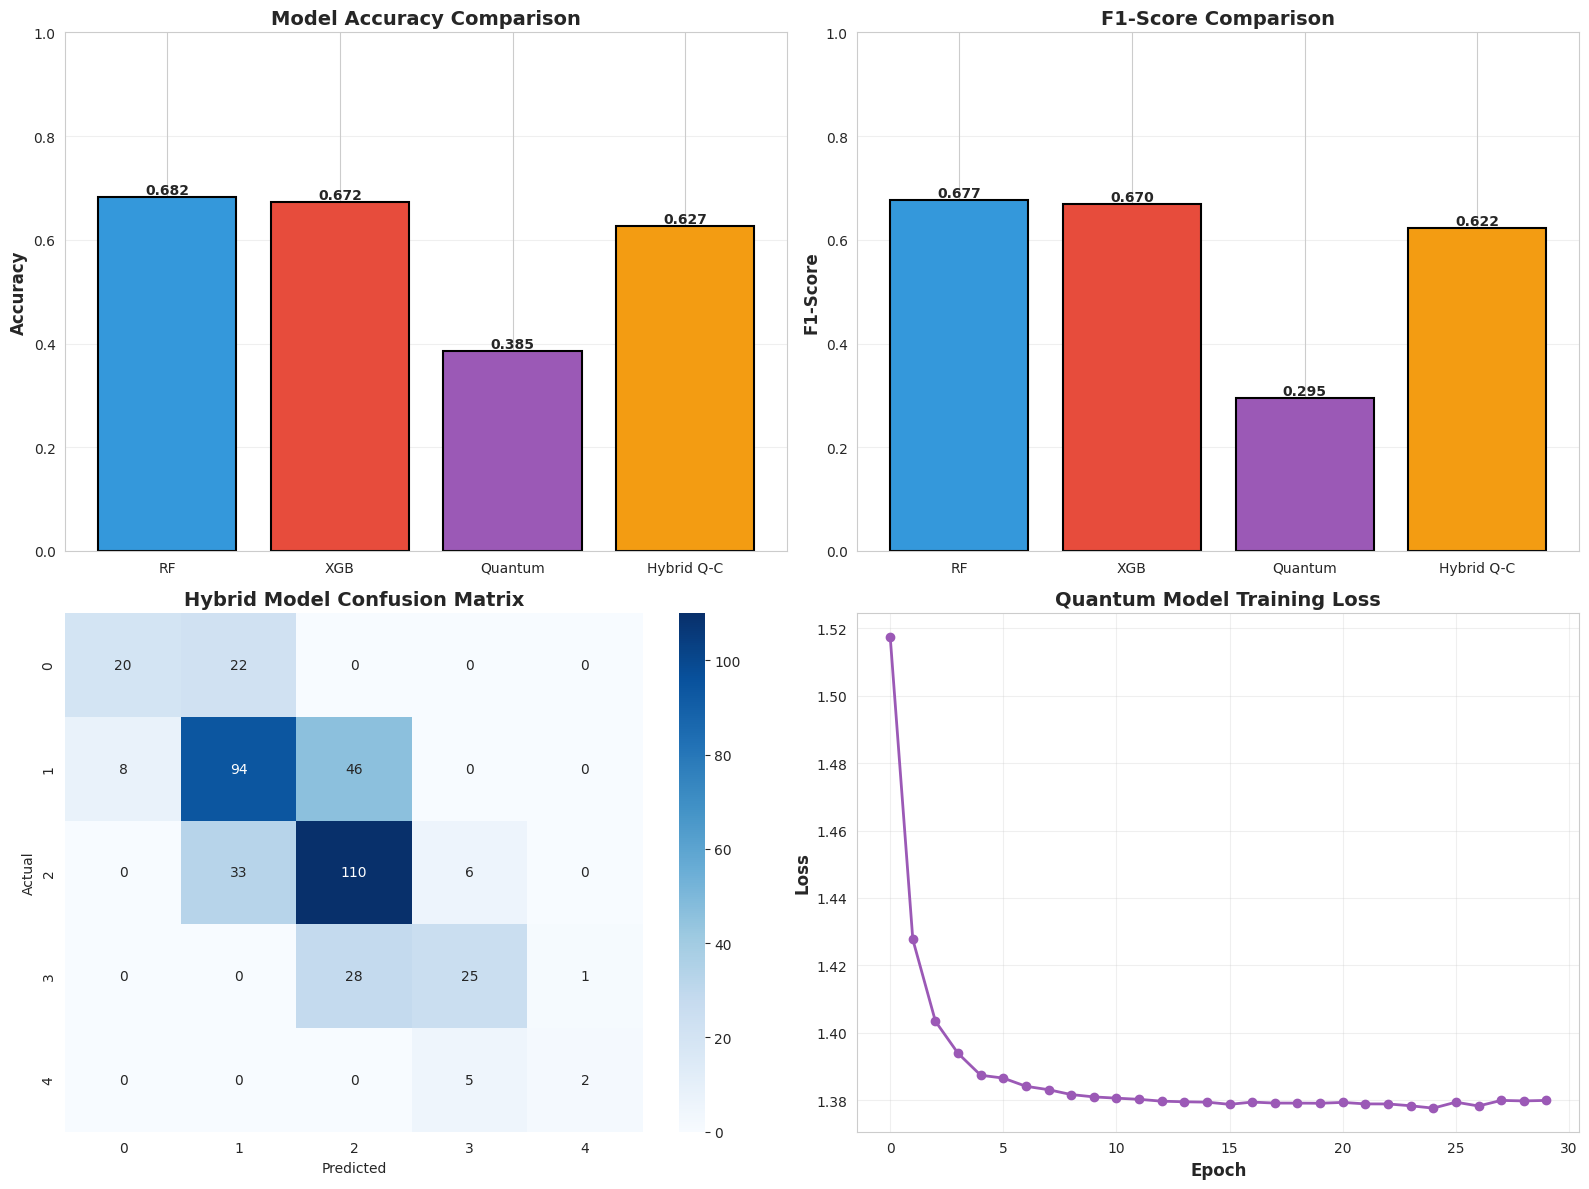 Model Accuracy Comparison
Accuracy
1.0
0.8
0.6
0.4
0.2
0.0
0.682
0.672
0.385
0.627
RF XGB Quantum Hybrid Q-C
F1-Score Comparison
F1-Score
1.0
0.8
0.6
0.4
0.2
0.0
0.677
0.670
0.295
0.622
RF XGB Quantum Hybrid Q-C
Hybrid Model Confusion Matrix
Actual
0 20 22 0 0 0
1 8 94 46 0 0
2 0 33 110 6 0
3 0 0 28 25 1
4 0 0 0 5 2
0 1 2 3 4
Predicted
100
80
60
40
20
0
Quantum Model Training Loss
Loss
1.52
1.50
1.48
1.46
1.44
1.42
1.40
1.38
0 5 10 15 20 25 30
Epoch